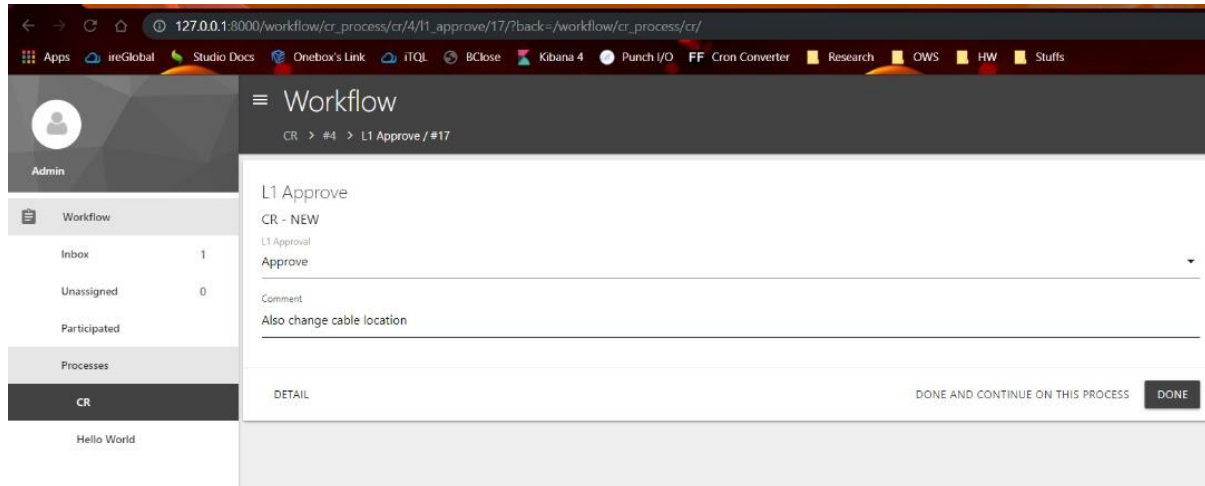 127.0.0.1:8000/workflow/cr_process/cr/4/l1_approve/17/?back=/workflow/cr_process/cr/
Apps ireGlobal Studio Docs Onebox's Link iTQL BClose Kibana 4 Punch I/O FF Cron Converter Research OWS HW Stuffs
Workflow
CR > #4 > L1 Approve / #17
Admin
Workflow
Inbox 1
Unassigned 0
Participated
Processes
CR
Hello World
L1 Approve
CR - NEW
L1 Approval
Approve
Comment
Also change cable location
DETAIL DONE AND CONTINUE ON THIS PROCESS DONE